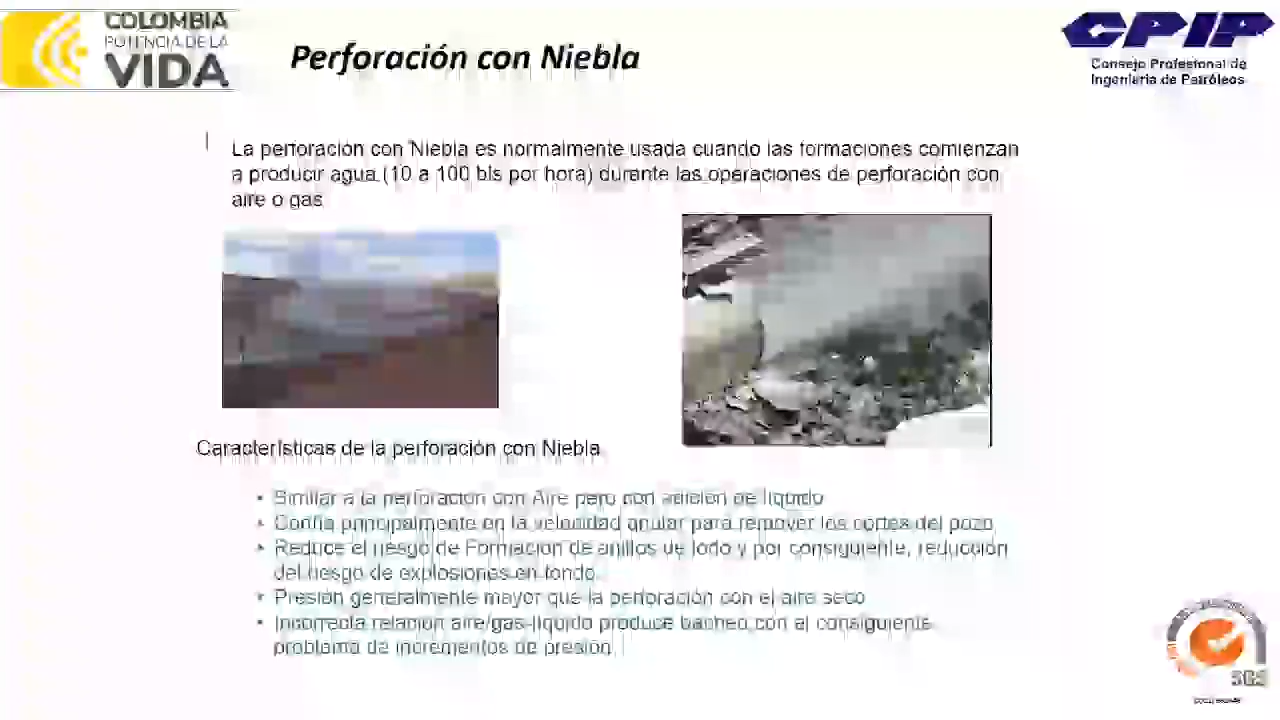 COLOMBIA
POTENCIA DE LA
VIDA
Perforación con Niebla
CPIP
Consejo Profesional de
Ingeniería de Petróleos
La perforación con Niebla es normalmente usada cuando las formaciones comienzan
a producir agua (10 a 100 bls por hora) durante las operaciones de perforación con
aire o gas
Características de la perforación con Niebla
• Similar a la perforación con Aire pero con adición de líquido
• Confía principalmente en la velocidad anular para remover los cortes del pozo
• Reduce el riesgo de Formación de anillos de lodo y por consiguiente, reducción
del riesgo de explosiones en fondo.
• Presión generalmente mayor que la perforación con el aire seco
• Incorrecta relación aire/gas-líquido produce bacheo con el consiguiente
problema de incrementos de presión.
SGS